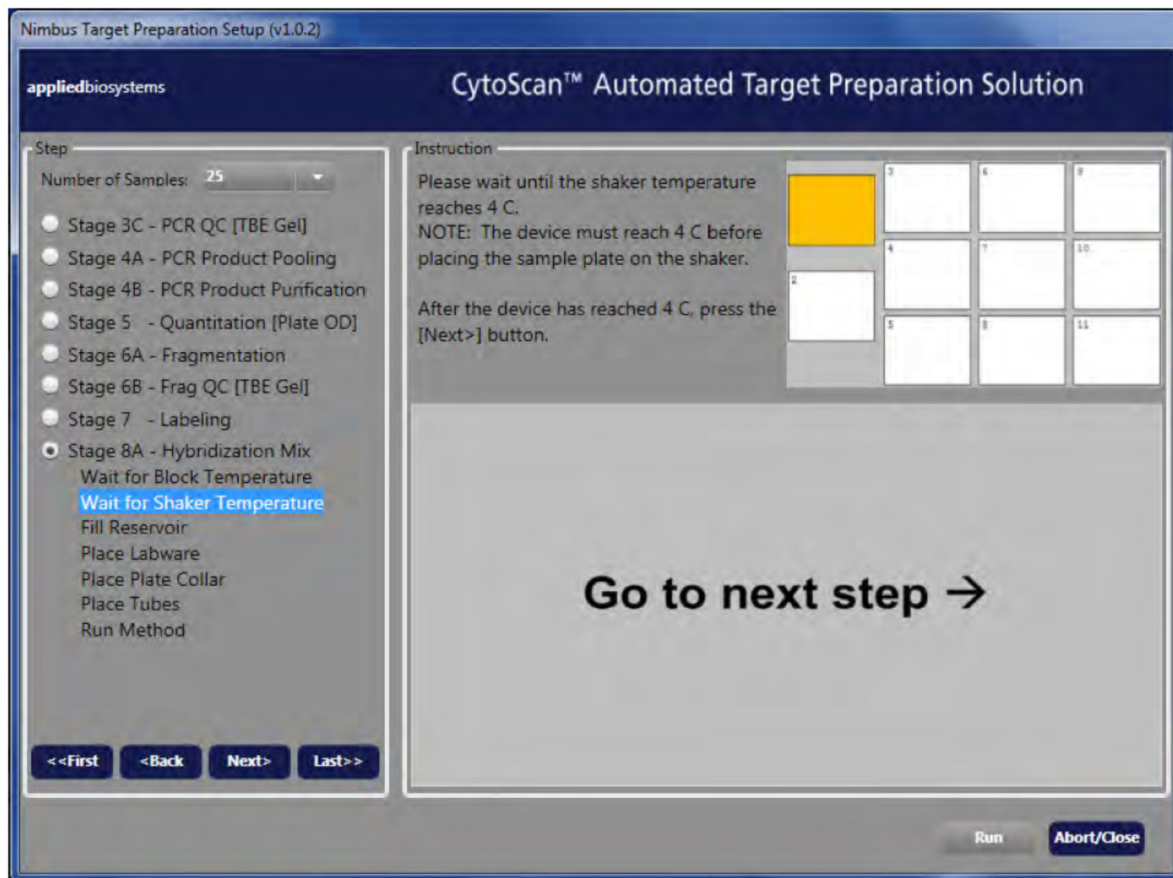 Nimbus Target Preparation Setup (v1.0.2)
appliedbiosystems
CytoScan™ Automated Target Preparation Solution
Step
Number of Samples: 25
Stage 3C - PCR QC [TBE Gel]
Stage 4A - PCR Product Pooling
Stage 4B - PCR Product Purification
Stage 5 - Quantitation [Plate OD]
Stage 6A - Fragmentation
Stage 6B - Frag QC [TBE Gel]
Stage 7 - Labeling
Stage 8A - Hybridization Mix
Wait for Block Temperature
Wait for Shaker Temperature
Fill Reservoir
Place Labware
Place Plate Collar
Place Tubes
Run Method
<<First <Back Next> Last>>
Instruction
Please wait until the shaker temperature
reaches 4 C.
NOTE: The device must reach 4 C before
placing the sample plate on the shaker.
After the device has reached 4 C, press the
[Next>] button.
3 6 9
4 7 10
2
5 8 11
Go to next step →
Run Abort/Close